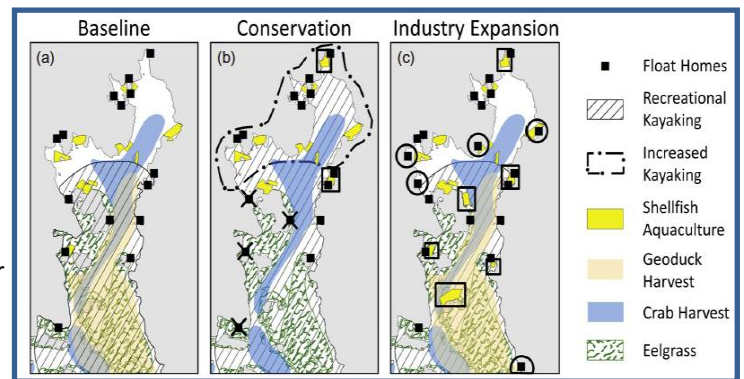 Baseline
Conservation
Industry Expansion
(a)
(b)
(c)
Float Homes
Recreational
Kayaking
Increased
Kayaking
Shellfish
Aquaculture
Geoduck
Harvest
Crab Harvest
Eelgrass
r